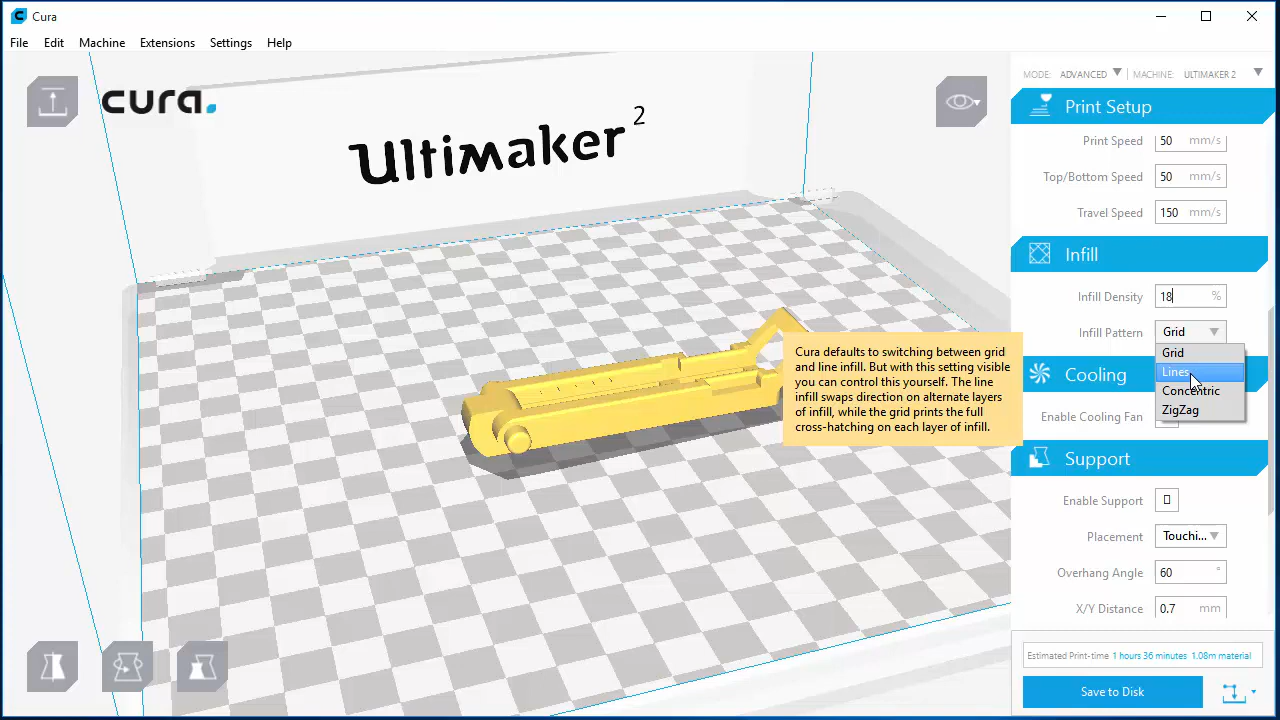 Cura
File Edit Machine Extensions Settings Help
cura.
Ultimaker 2
MODE: ADVANCED MACHINE: ULTIMAKER 2
Print Setup
Print Speed 50 mm/s
Top/Bottom Speed 50 mm/s
Travel Speed 150 mm/s
Infill
Infill Density 18 %
Infill Pattern Grid
Grid
Lines
Concentric
ZigZag
Cura defaults to switching between grid
and line infill. But with this setting visible
you can control this yourself. The line
infill swaps direction on alternate layers
of infill, while the grid prints the full
cross-hatching on each layer of infill.
Cooling
Enable Cooling Fan
Support
Enable Support
Placement Touchi...
Overhang Angle 60 °
X/Y Distance 0.7 mm
Estimated Print-time 1 hours 36 minutes 1.08m material
Save to Disk